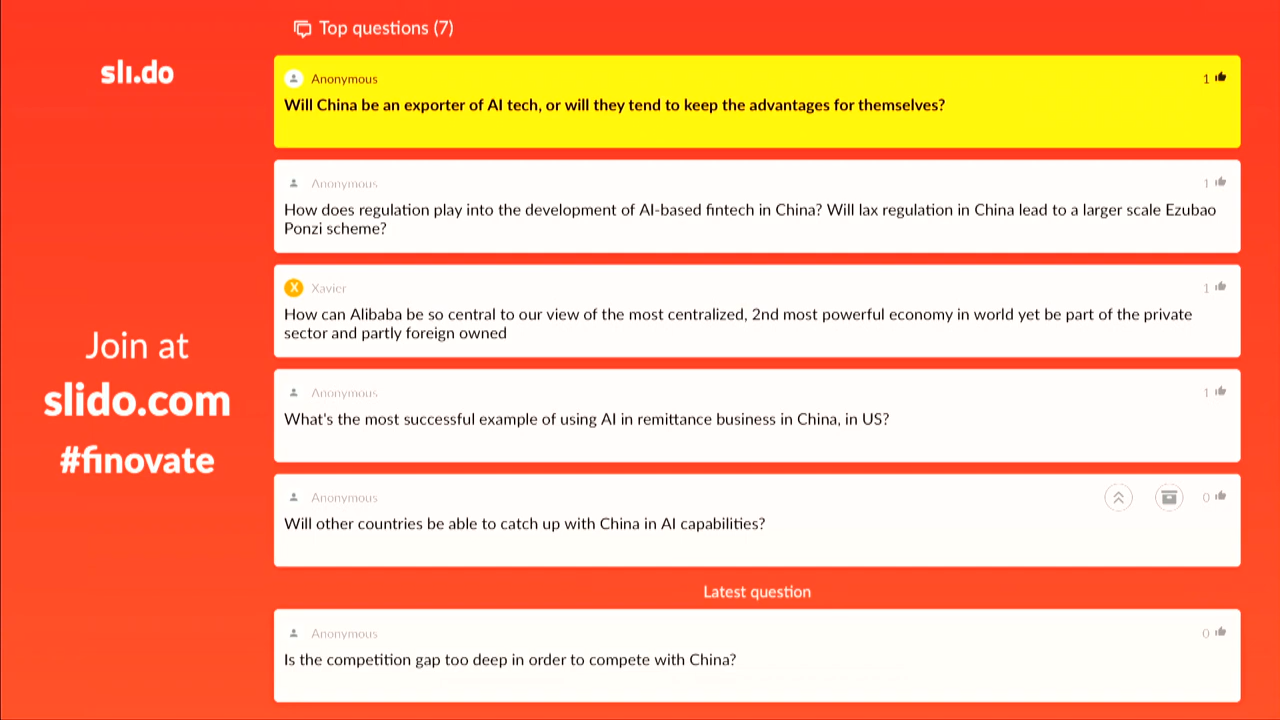 Top questions (7)
slı.do
Anonymous
1
Will China be an exporter of AI tech, or will they tend to keep the advantages for themselves?
Anonymous
1
How does regulation play into the development of AI-based fintech in China? Will lax regulation in China lead to a larger scale Ezubao
Ponzi scheme?
X Xavier
1
How can Alibaba be so central to our view of the most centralized, 2nd most powerful economy in world yet be part of the private
sector and partly foreign owned
Join at
slido.com
#finovate
Anonymous
1
What's the most successful example of using AI in remittance business in China, in US?
Anonymous
0
Will other countries be able to catch up with China in AI capabilities?
Latest question
Anonymous
0
Is the competition gap too deep in order to compete with China?